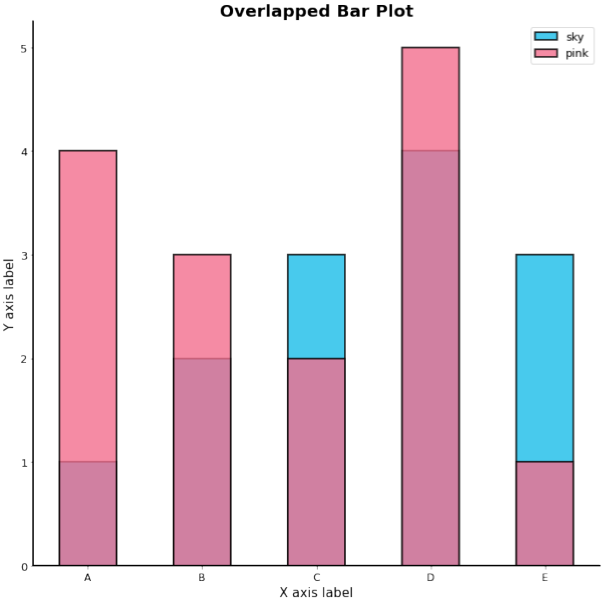 Overlapped Bar Plot
sky
pink
Y axis label
5
4
3
2
1
0
A B C D E
X axis label